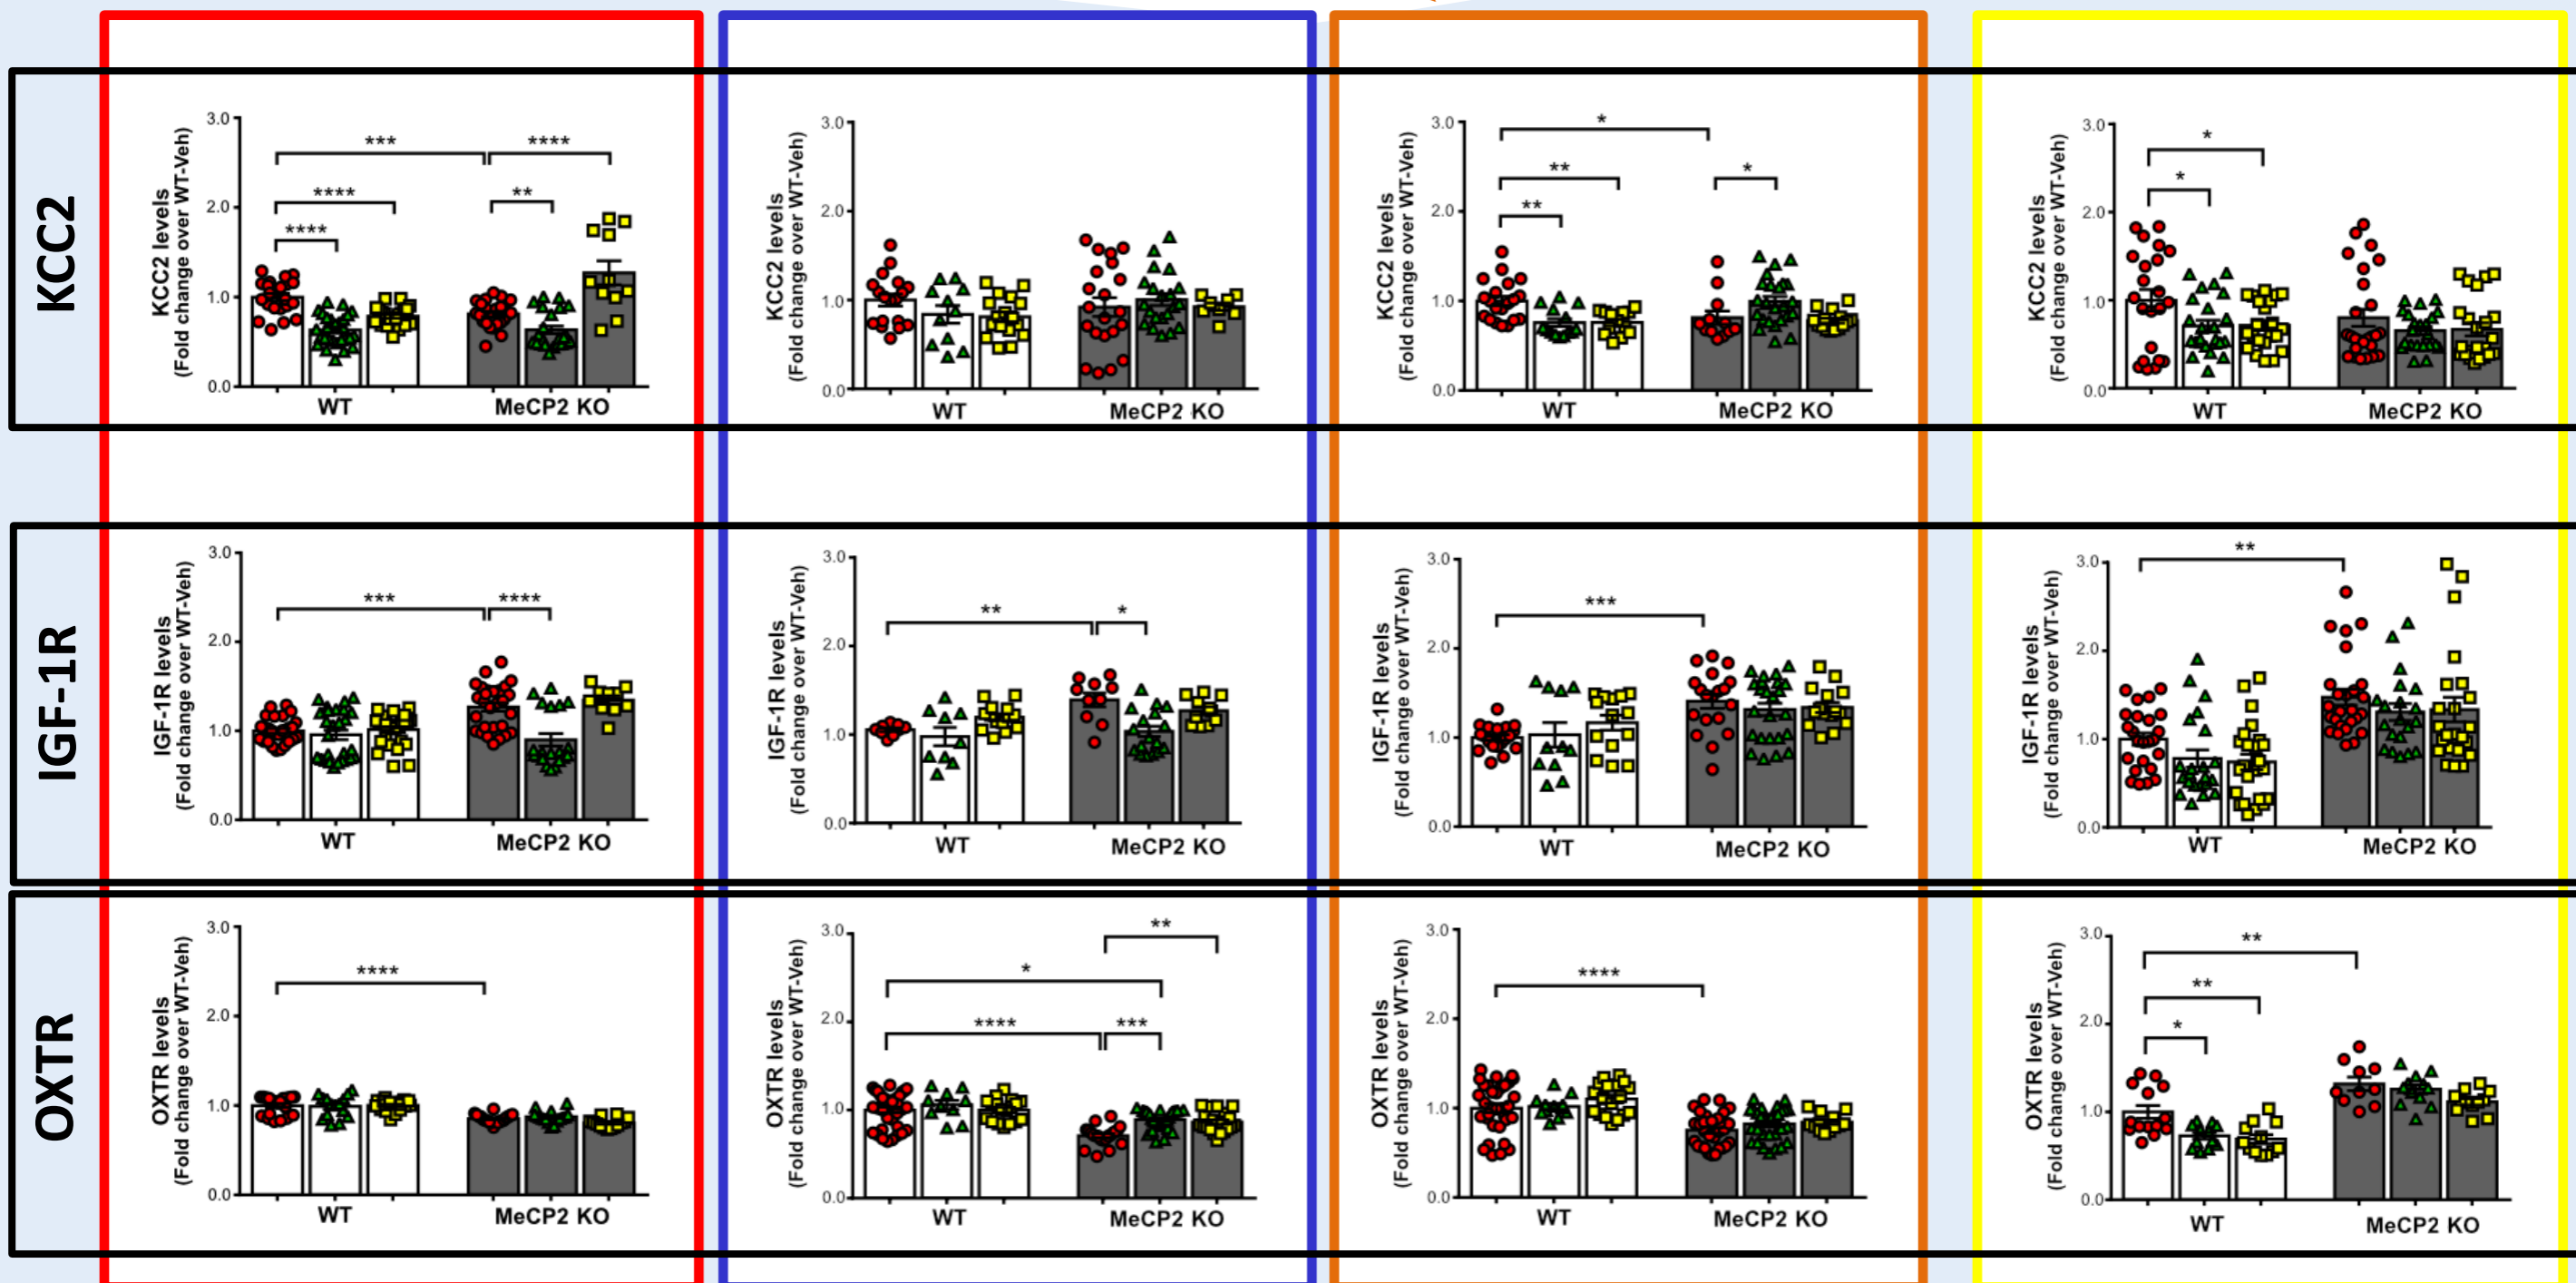 KCC2
KCC2 levels
(Fold change over WT-Veh)
3.0
2.0
1.0
0.0
***
****
****
**
****
WT
MeCP2 KO
KCC2 levels
(Fold change over WT-Veh)
3.0
2.0
1.0
0.0
WT
MeCP2 KO
KCC2 levels
(Fold change over WT-Veh)
3.0
2.0
1.0
0.0
*
**
*
**
WT
MeCP2 KO
KCC2 levels
(Fold change over WT-Veh)
3.0
2.0
1.0
0.0
*
*
WT
MeCP2 KO
IGF-1R
IGF-1R levels
(Fold change over WT-Veh)
3.0
2.0
1.0
0.0
***
****
WT
MeCP2 KO
IGF-1R levels
(Fold change over WT-Veh)
3.0
2.0
1.0
0.0
**
*
WT
MeCP2 KO
IGF-1R levels
(Fold change over WT-Veh)
3.0
2.0
1.0
0.0
***
WT
MeCP2 KO
IGF-1R levels
(Fold change over WT-Veh)
3.0
2.0
1.0
0.0
**
WT
MeCP2 KO
OXTR
OXTR levels
(Fold change over WT-Veh)
3.0
2.0
1.0
0.0
****
WT
MeCP2 KO
OXTR levels
(Fold change over WT-Veh)
3.0
2.0
1.0
0.0
**
*
****
***
WT
MeCP2 KO
OXTR levels
(Fold change over WT-Veh)
3.0
2.0
1.0
0.0
****
WT
MeCP2 KO
OXTR levels
(Fold change over WT-Veh)
3.0
2.0
1.0
0.0
**
**
*
WT
MeCP2 KO